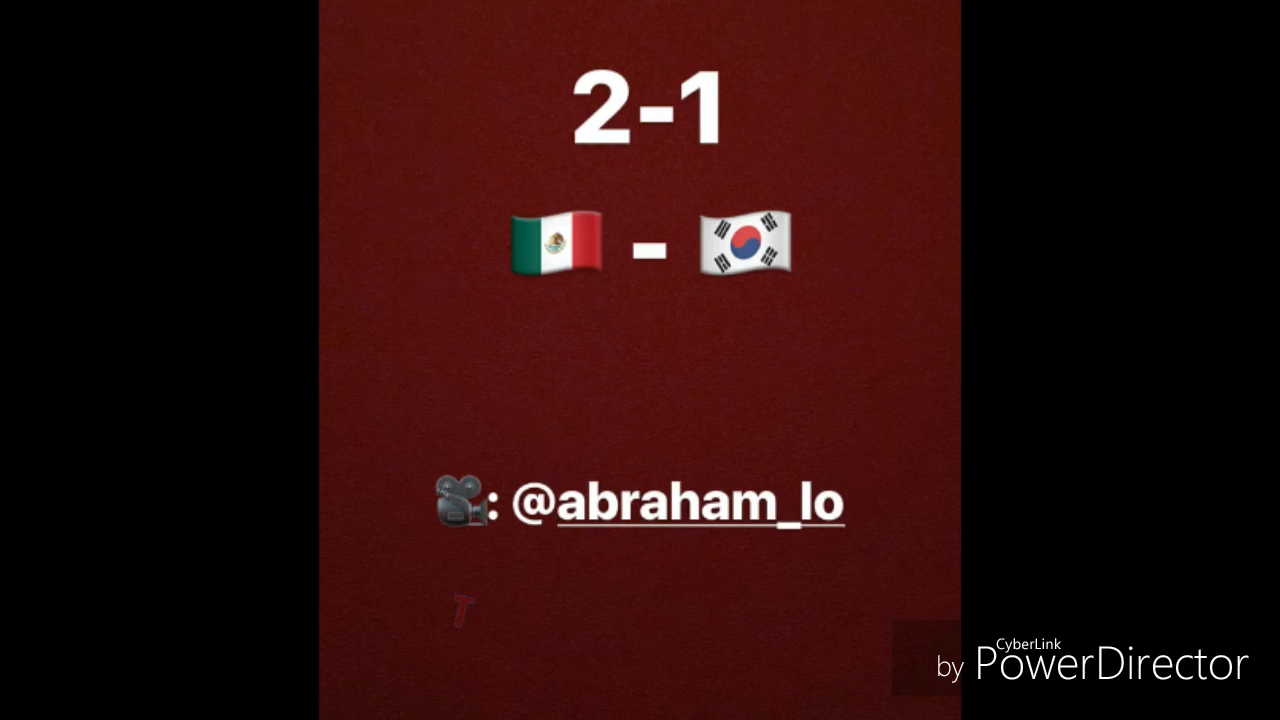 2-1
🇲🇽 - 🇰🇷
🎥: @abraham_lo
T
CyberLink
by PowerDirector